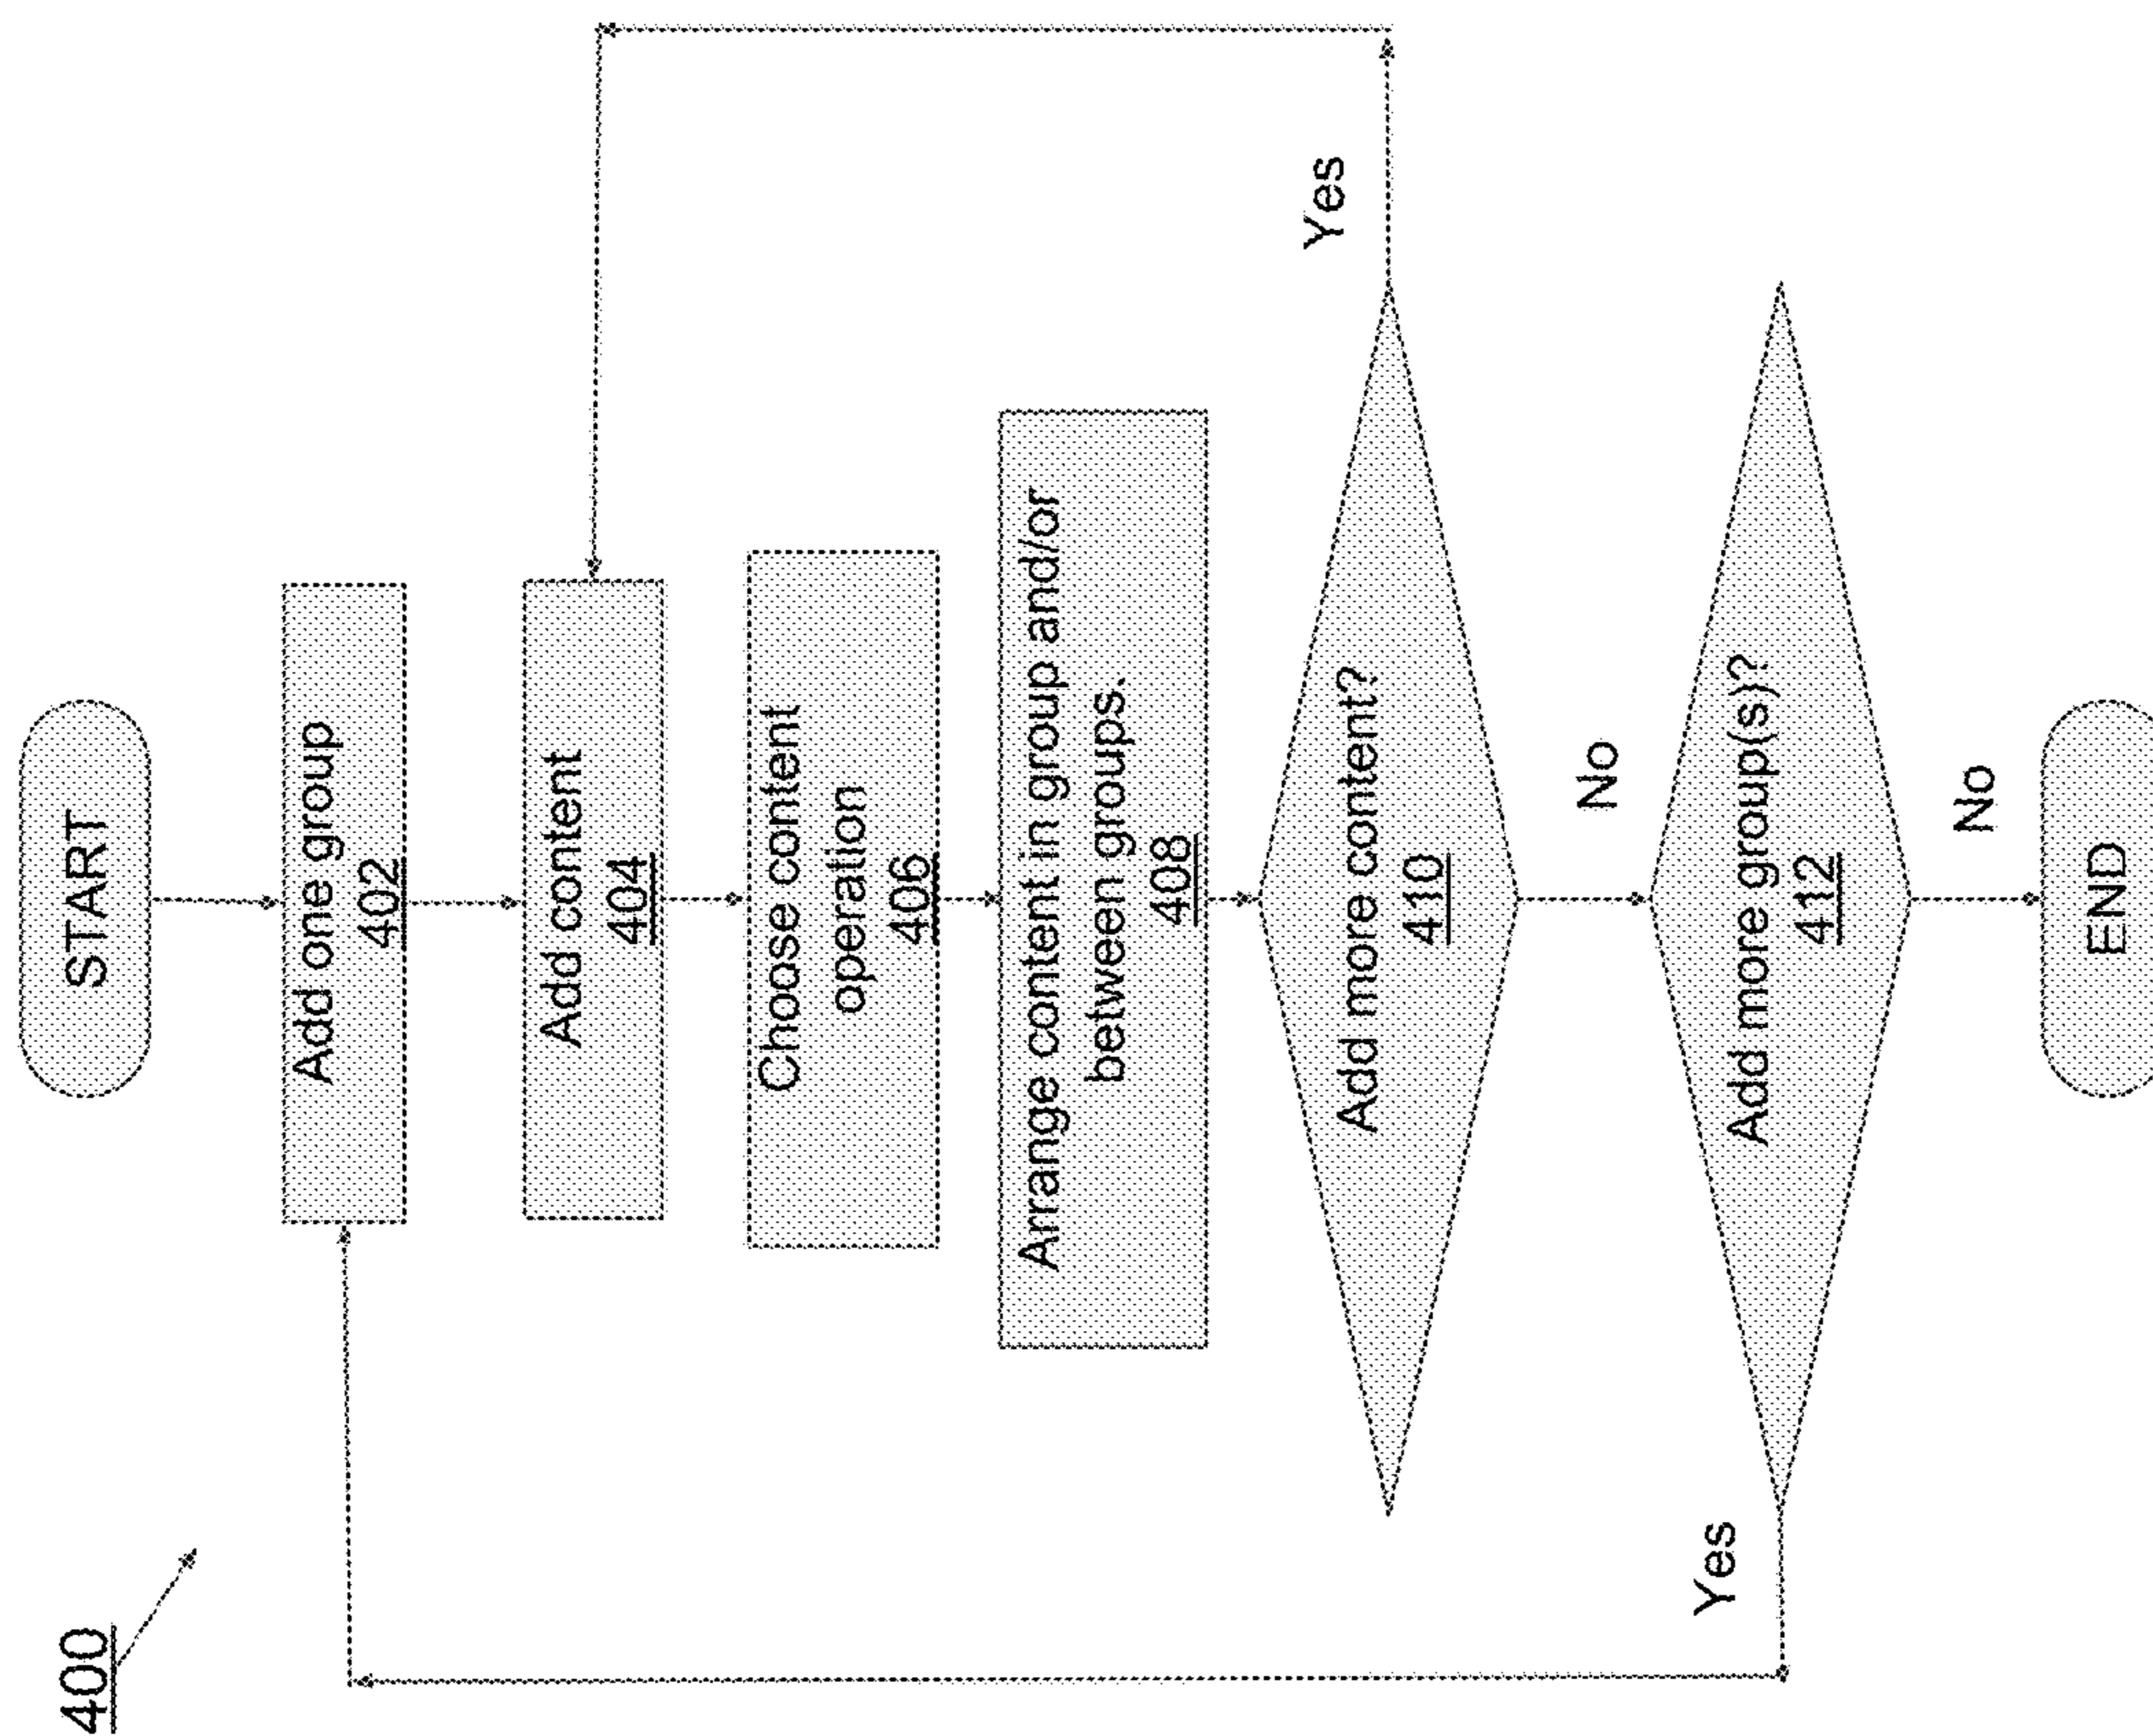 400
START
Add one group
402
Add content
404
Choose content
operation
406
Arrange content in group and/or
between groups.
408
Add more content?
410
Yes
No
Add more group(s)?
412
Yes
No
END